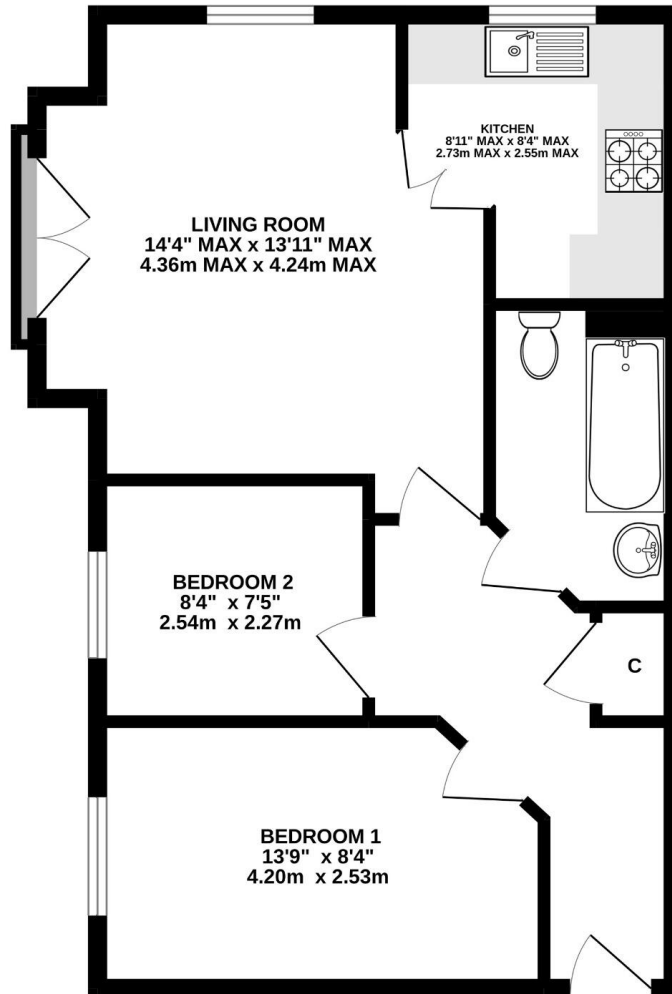 KITCHEN
8'11" MAX x 8'4" MAX
2.73m MAX x 2.55m MAX
LIVING ROOM
14'4" MAX x 13'11" MAX
4.36m MAX x 4.24m MAX
BEDROOM 2
8'4" x 7'5"
2.54m x 2.27m
C
BEDROOM 1
13'9" x 8'4"
4.20m x 2.53m